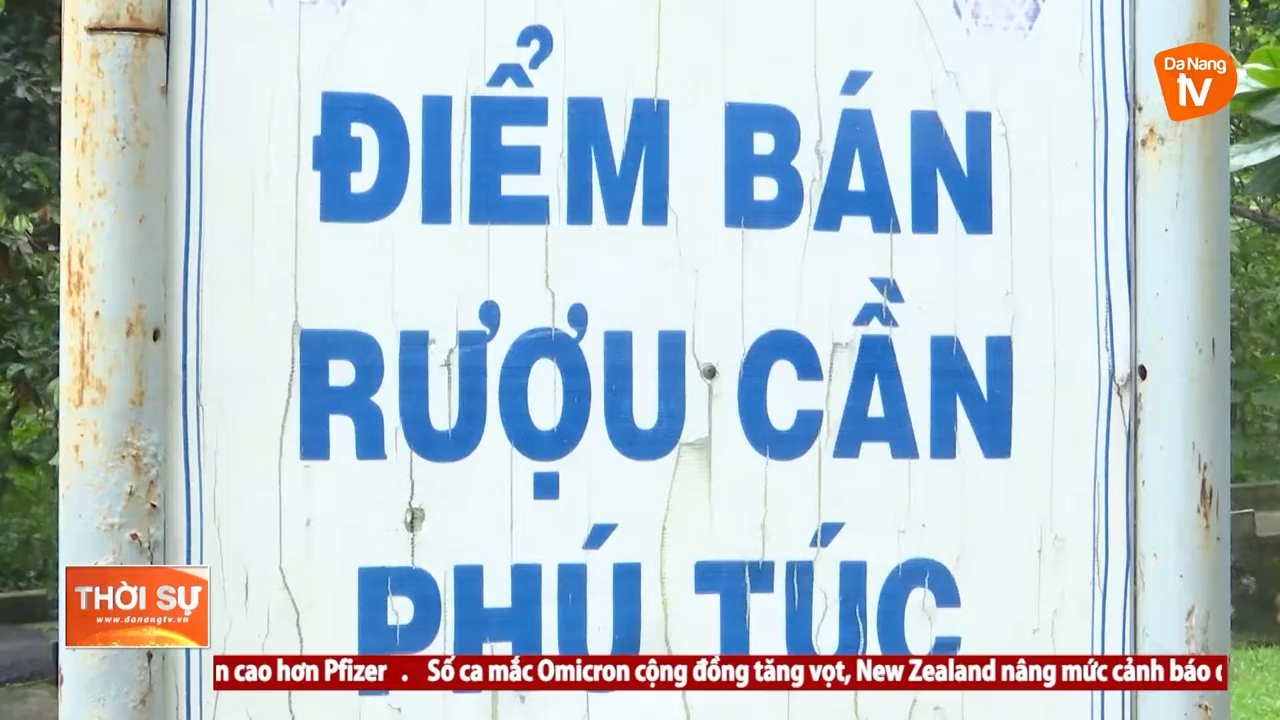 Da Nang
tv
ĐIỂM BÁN
RƯỢU CẦN
PHÚ TÚC
THỜI SỰ
www.danangtv.vn
n cao hơn Pfizer . Số ca mắc Omicron cộng đồng tăng vọt, New Zealand nâng mức cảnh báo